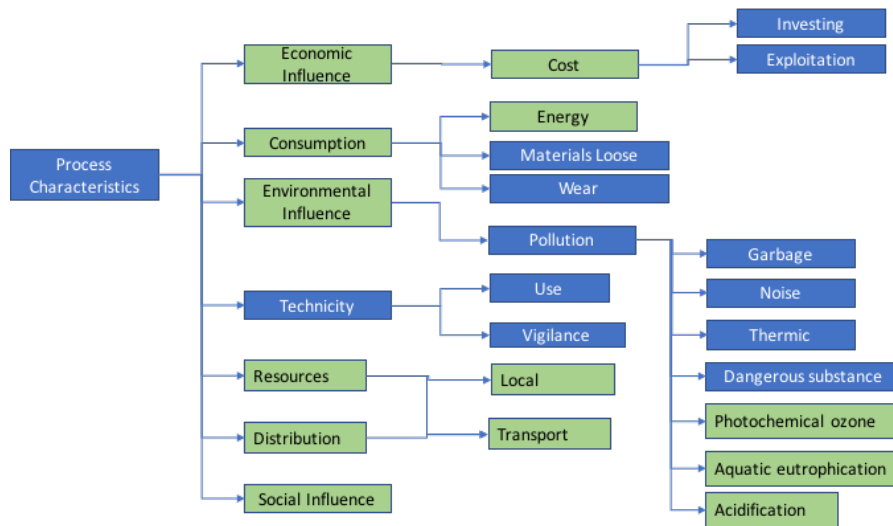 Process
Characteristics
Economic
Influence
Cost
Investing
Exploitation
Consumption
Energy
Materials Loose
Wear
Environmental
Influence
Pollution
Garbage
Noise
Thermic
Dangerous substance
Photochemical ozone
Aquatic eutrophication
Acidification
Technicity
Use
Vigilance
Resources
Local
Distribution
Transport
Social Influence